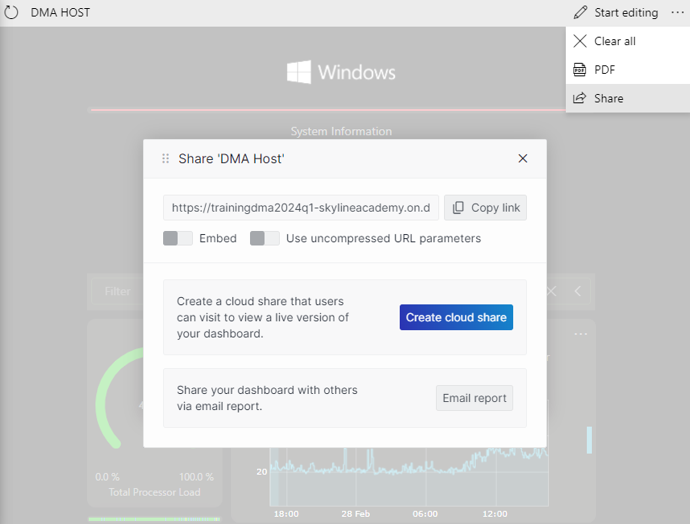 DMA HOST
Start editing
Clear all
PDF
Share
Windows
System Information
Share 'DMA Host'
https://trainingdma2024q1-skylineacademy.on.d
Copy link
Embed
Use uncompressed URL parameters
Filter
Create a cloud share that users
can visit to view a live version of
your dashboard.
Create cloud share
Share your dashboard with others
via email report.
Email report
0.0 %
100.0 %
Total Processor Load
20
18:00
28 Feb
06:00
12:00